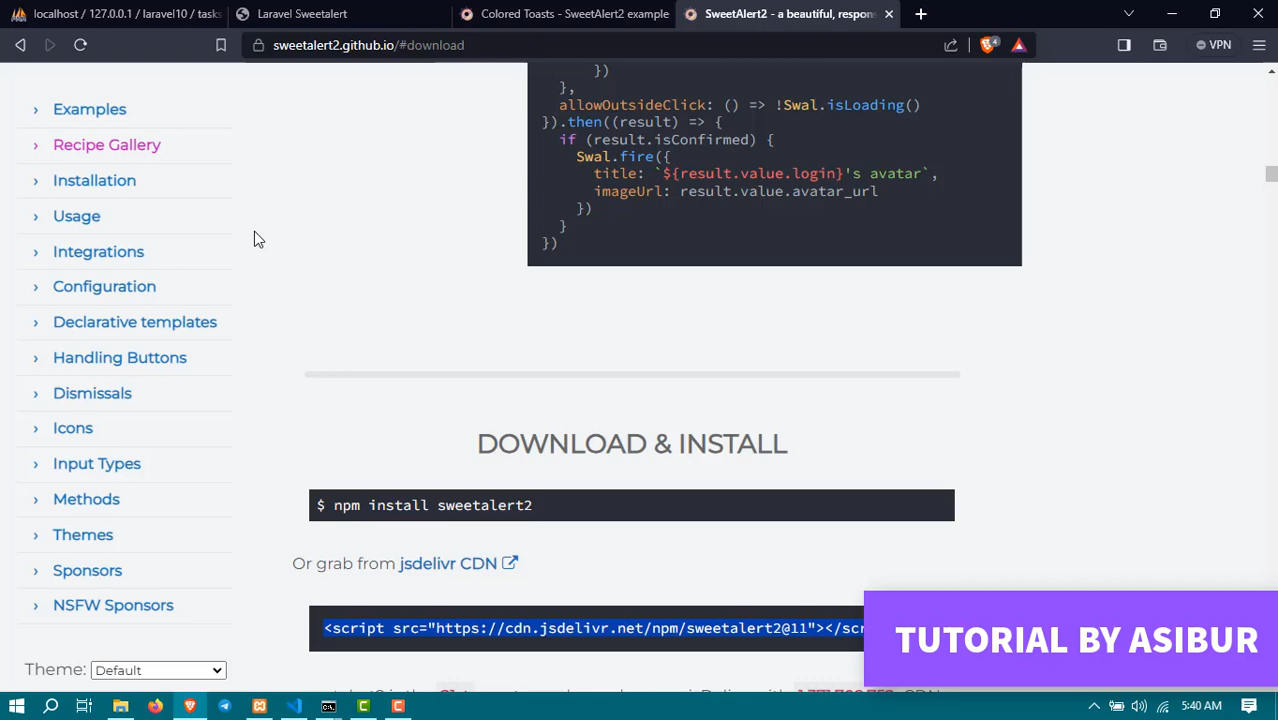 localhost / 127.0.0.1 / laravel10 / tasks
Laravel Sweetalert
Colored Toasts - SweetAlert2 example
SweetAlert2 - a beautiful, respons
sweetalert2.github.io/#download
4
VPN
Examples
Recipe Gallery
Installation
Usage
Integrations
Configuration
Declarative templates
Handling Buttons
Dismissals
Icons
Input Types
Methods
Themes
Sponsors
NSFW Sponsors
Theme: Default
})
},
allowOutsideClick: () => !Swal.isLoading()
}).then((result) => {
if (result.isConfirmed) {
Swal.fire({
title: `${result.value.login}'s avatar`,
imageUrl: result.value.avatar_url
})
}
})
DOWNLOAD & INSTALL
$ npm install sweetalert2
Or grab from jsdelivr CDN
<script src="https://cdn.jsdelivr.net/npm/sweetalert2@11"></scr
TUTORIAL BY ASIBUR
5:40 AM